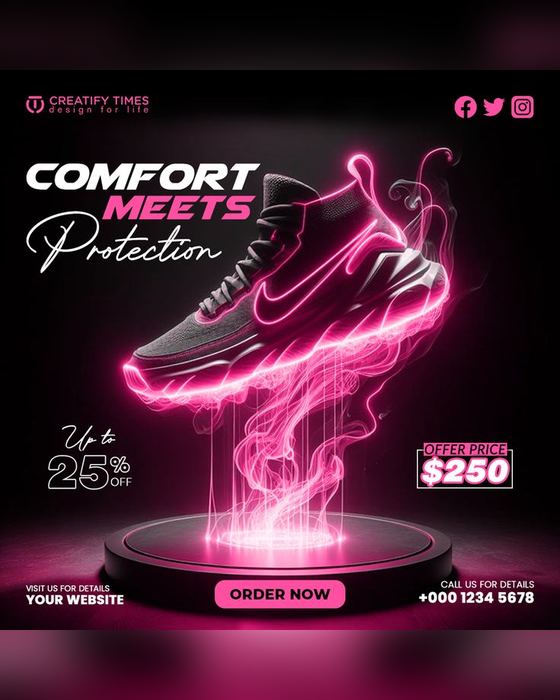 CREATIFY TIMES
design for life
COMFORT
MEETS
Protection
Up to
25% OFF
OFFER PRICE
$250
VISIT US FOR DETAILS
YOUR WEBSITE
ORDER NOW
CALL US FOR DETAILS
+000 1234 5678